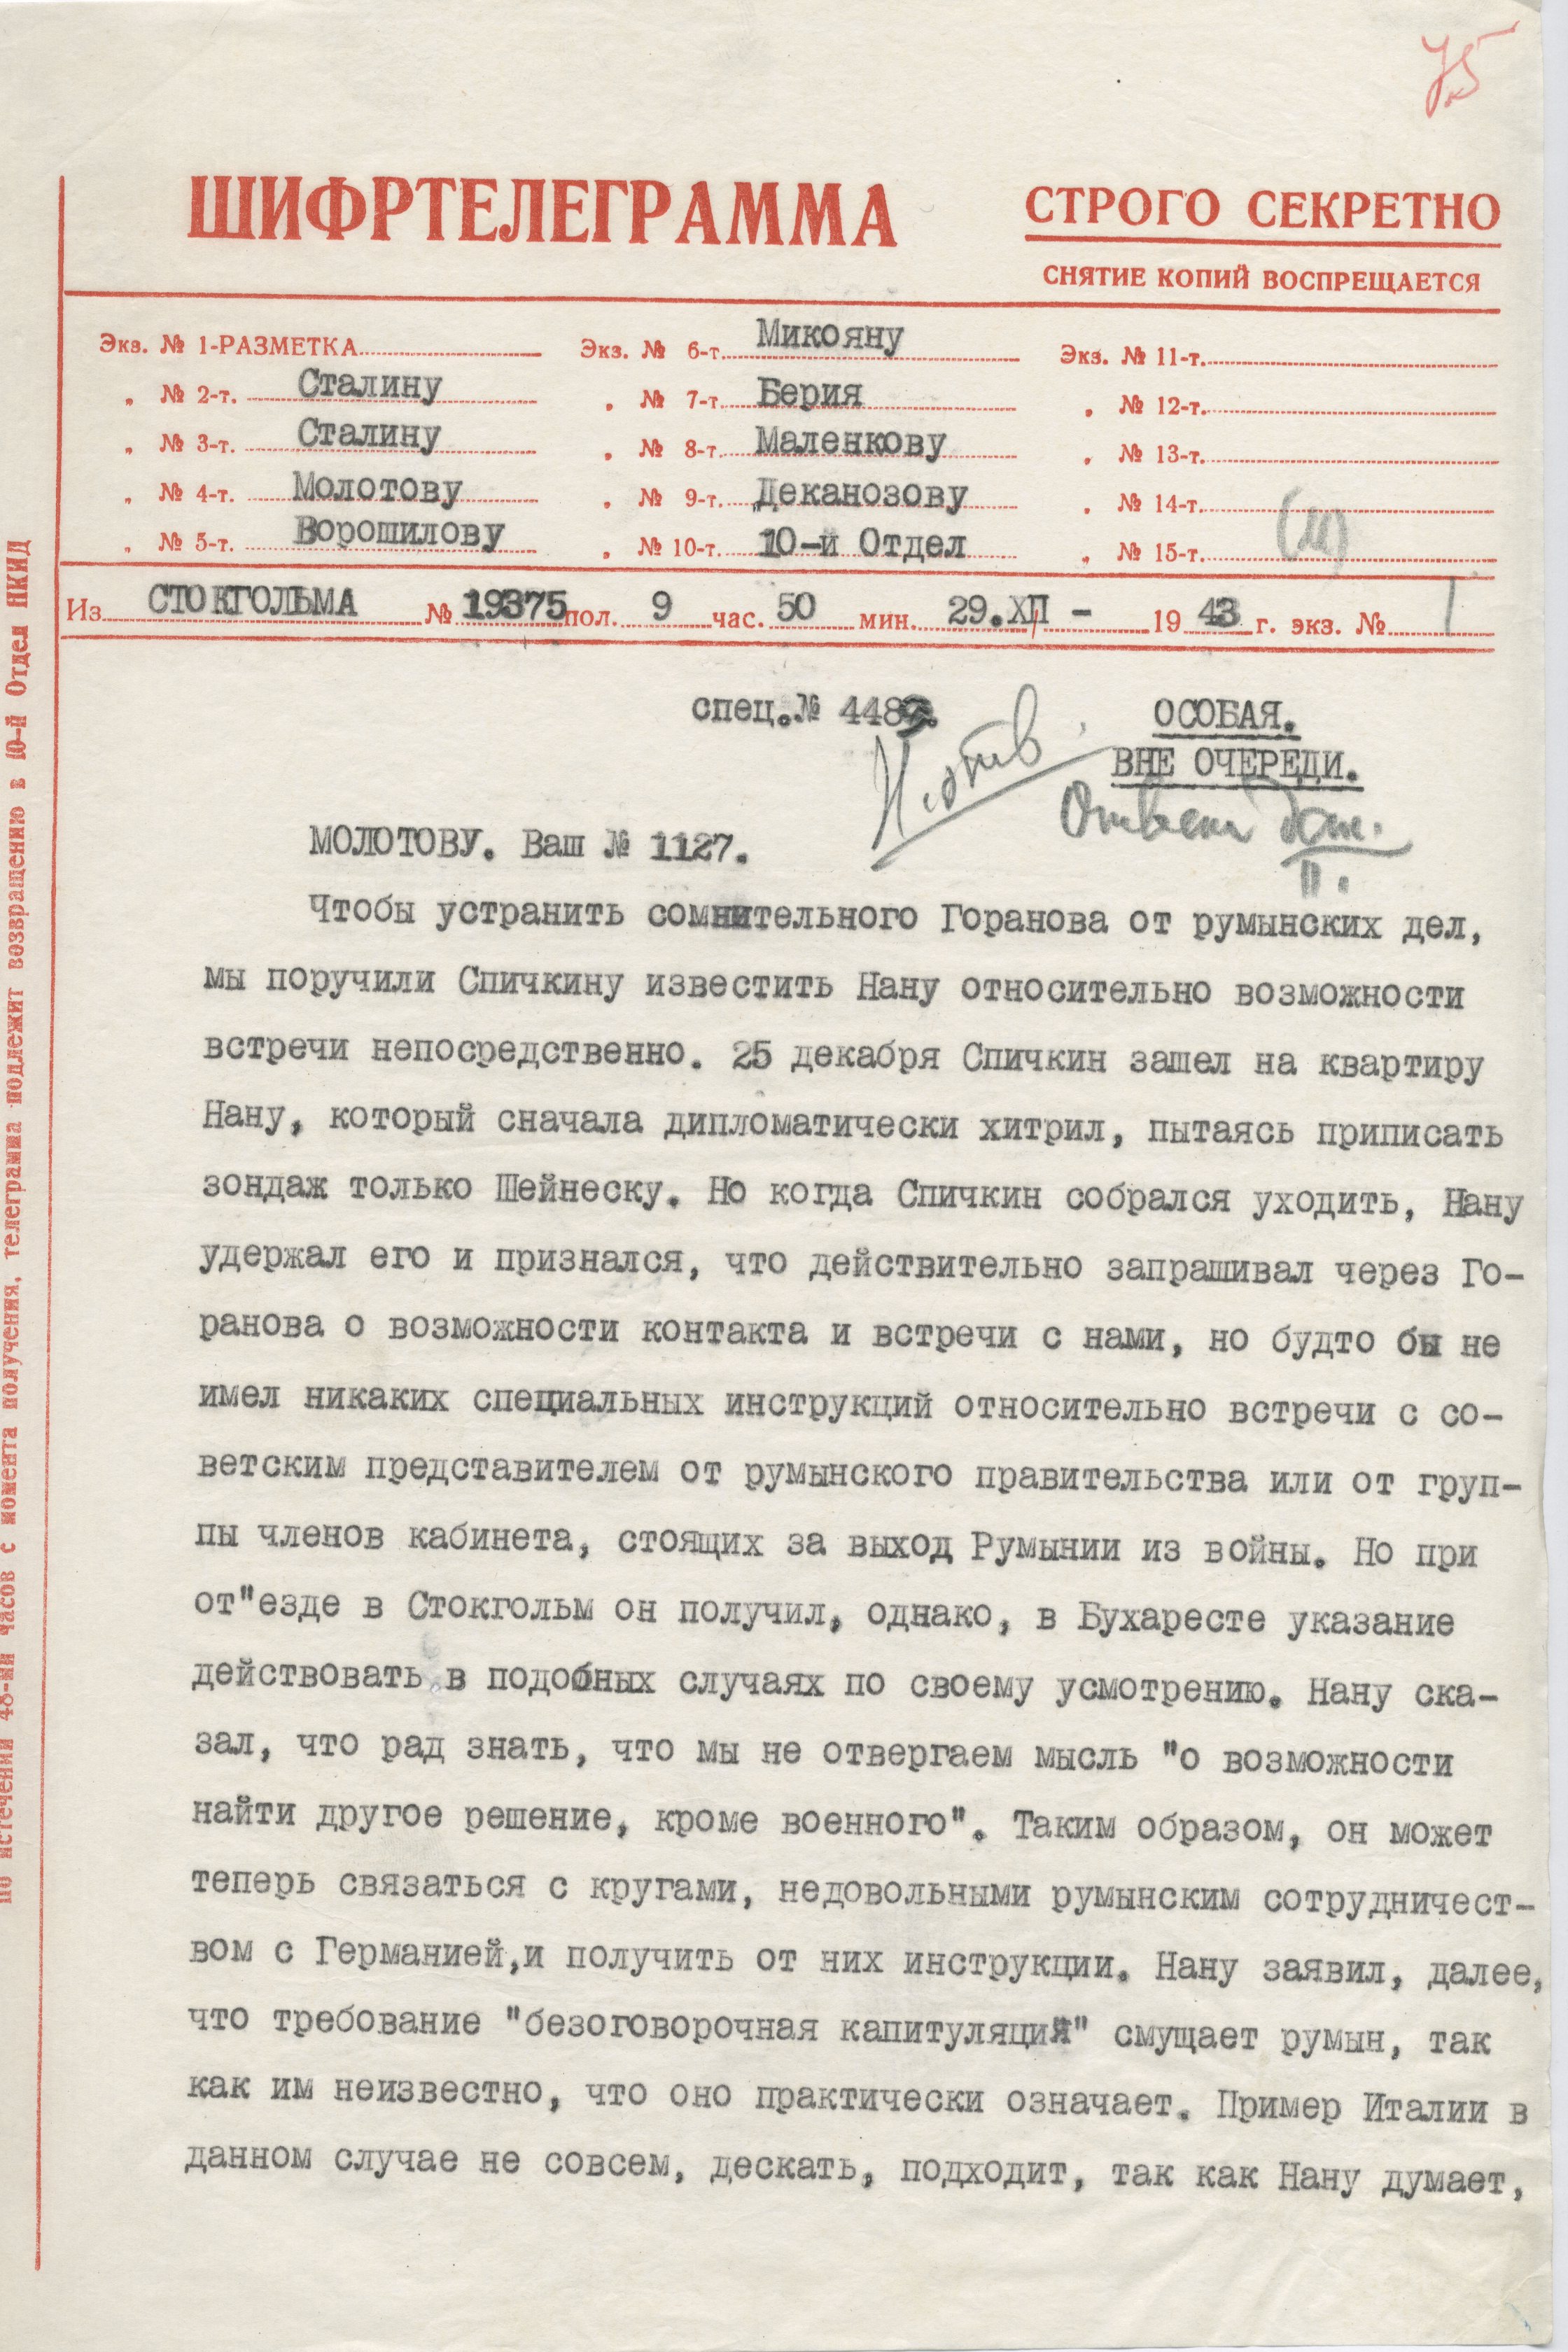 75
ШИФРТЕЛЕГРАММА
СТРОГО СЕКРЕТНО
СНЯТИЕ КОПИЙ ВОСПРЕЩАЕТСЯ
Экз. № 1-РАЗМЕТКА
„ № 2-т. Сталину
„ № 3-т. Сталину
„ № 4-т. Молотову
„ № 5-т. Ворошилову
Экз. № 6-т. Микояну
„ № 7-т. Берия
„ № 8-т. Маленкову
„ № 9-т. Деканозову
„ № 10-т. 10-й Отдел
Экз. № 11-т.
„ № 12-т.
„ № 13-т.
„ № 14-т.
„ № 15-т.
Из СТОКГОЛЬМА № 19375 пол. 9 час. 50 мин. 29.XII - 1943 г. экз. № 1
спец.№ 448
ОСОБАЯ.
ВНЕ ОЧЕРЕДИ.
МОЛОТОВУ. Ваш № 1127.
Чтобы устранить сомнительного Горанова от румынских дел,
мы поручили Спичкину известить Нану относительно возможности
встречи непосредственно. 25 декабря Спичкин зашел на квартиру
Нану, который сначала дипломатически хитрил, пытаясь приписать
зондаж только Шейнеску. Но когда Спичкин собрался уходить, Нану
удержал его и признался, что действительно запрашивал через Го-
ранова о возможности контакта и встречи с нами, но будто бы не
имел никаких специальных инструкций относительно встречи с со-
ветским представителем от румынского правительства или от груп-
пы членов кабинета, стоящих за выход Румынии из войны. Но при
от"езде в Стокгольм он получил, однако, в Бухаресте указание
действовать в подобных случаях по своему усмотрению. Нану ска-
зал, что рад знать, что мы не отвергаем мысль "о возможности
найти другое решение, кроме военного". Таким образом, он может
теперь связаться с кругами, недовольными румынским сотрудничест-
вом с Германией,и получить от них инструкции. Нану заявил, далее,
что требование "безоговорочная капитуляция" смущает румын, так
как им неизвестно, что оно практически означает. Пример Италии в
данном случае не совсем, дескать, подходит, так как Нану думает,
По истечении 48-ми часов с момента получения, телеграмма подлежит возвращению в 10-й Отдел НКИД